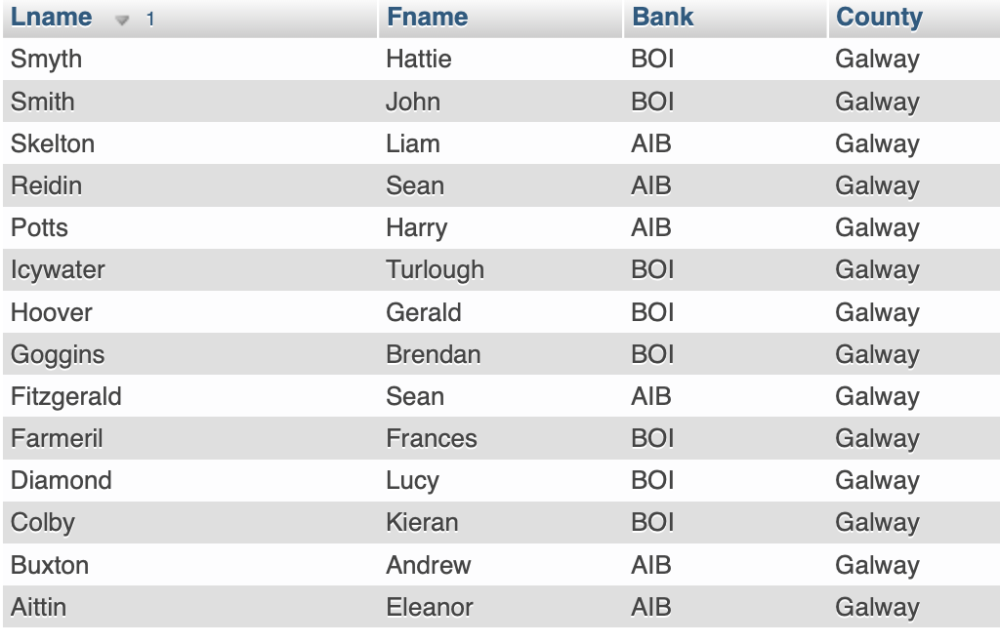 Lname 1 Fname Bank County
Smyth Hattie BOI Galway
Smith John BOI Galway
Skelton Liam AIB Galway
Reidin Sean AIB Galway
Potts Harry AIB Galway
Icywater Turlough BOI Galway
Hoover Gerald BOI Galway
Goggins Brendan BOI Galway
Fitzgerald Sean AIB Galway
Farmeril Frances BOI Galway
Diamond Lucy BOI Galway
Colby Kieran BOI Galway
Buxton Andrew AIB Galway
Aittin Eleanor AIB Galway